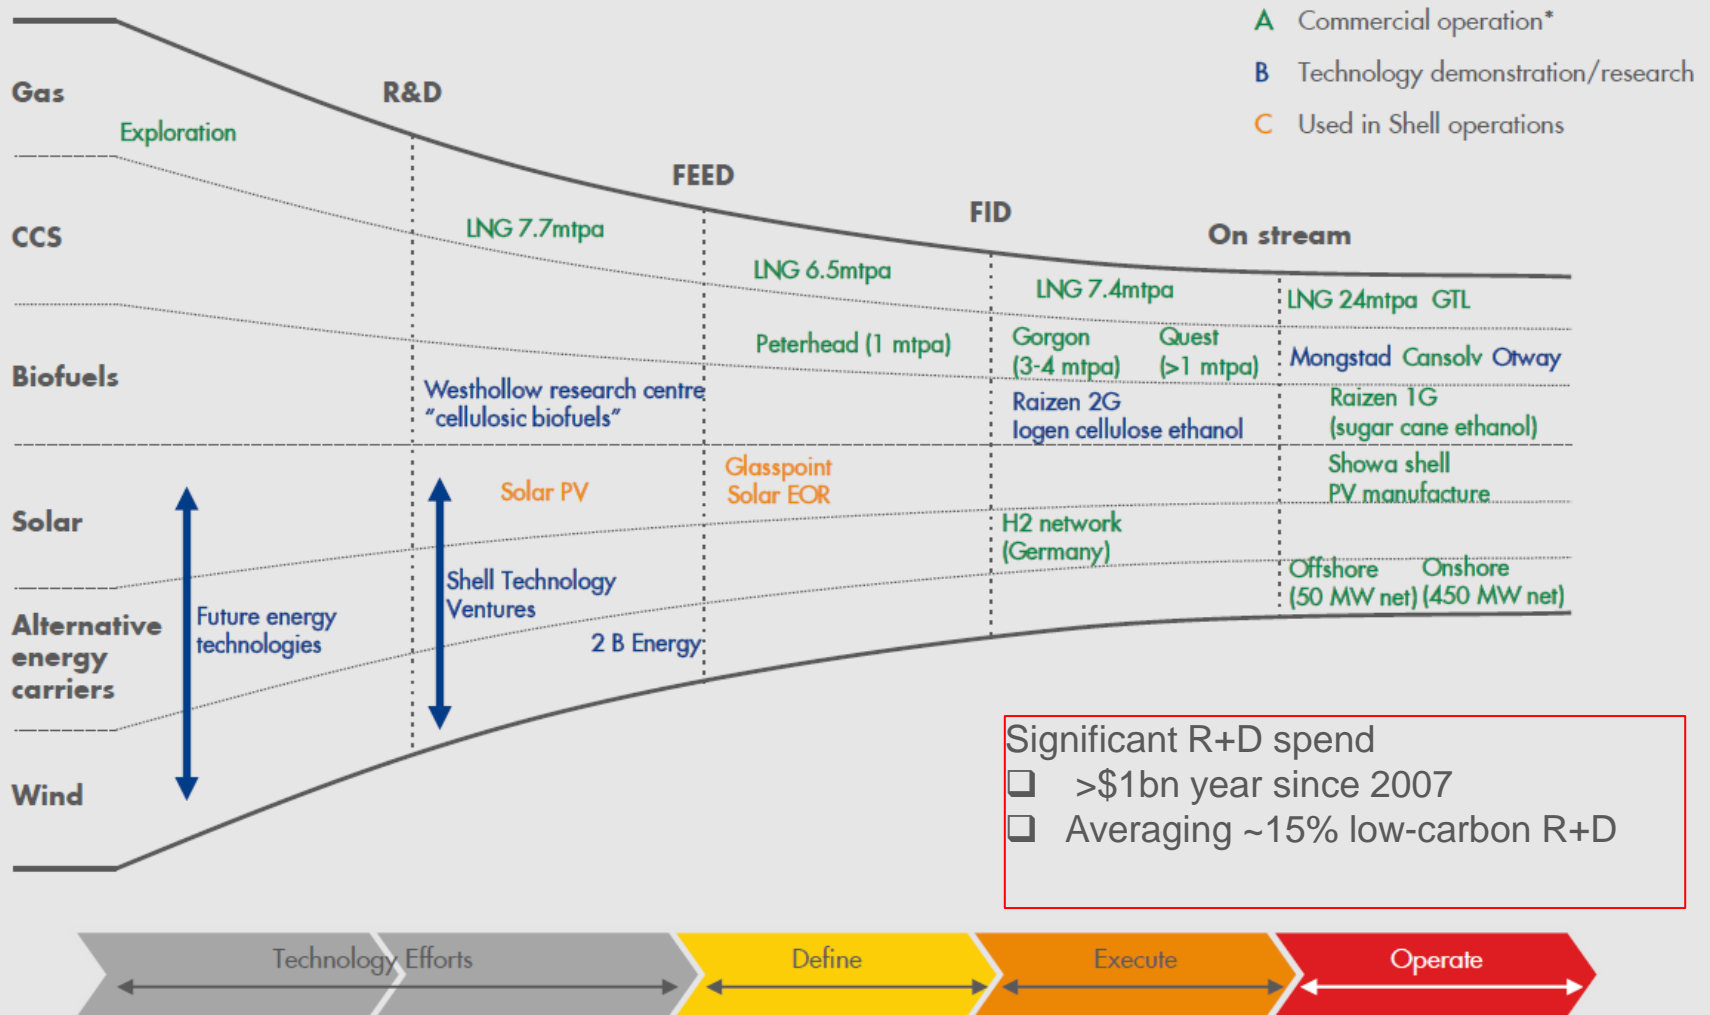 A Commercial operation*
B Technology demonstration/research
C Used in Shell operations
R&D
FEED
FID
On stream
Gas
Exploration
LNG 7.7mtpa
LNG 6.5mtpa
LNG 7.4mtpa
LNG 24mtpa GTL
CCS
Peterhead (1 mtpa)
Gorgon
(3-4 mtpa)
Quest
(>1 mtpa)
Mongstad Cansolv Otway
Biofuels
Westhollow research centre
“cellulosic biofuels”
Raizen 2G
Iogen cellulose ethanol
Raizen 1G
(sugar cane ethanol)
Solar
Solar PV
Glasspoint
Solar EOR
Showa shell
PV manufacture
Alternative
energy
carriers
Future energy
technologies
Shell Technology
Ventures
H2 network
(Germany)
Wind
2 B Energy
Offshore
(50 MW net)
Onshore
(450 MW net)
Significant R+D spend
❑ >$1bn year since 2007
❑ Averaging ~15% low-carbon R+D
Technology Efforts
Define
Execute
Operate